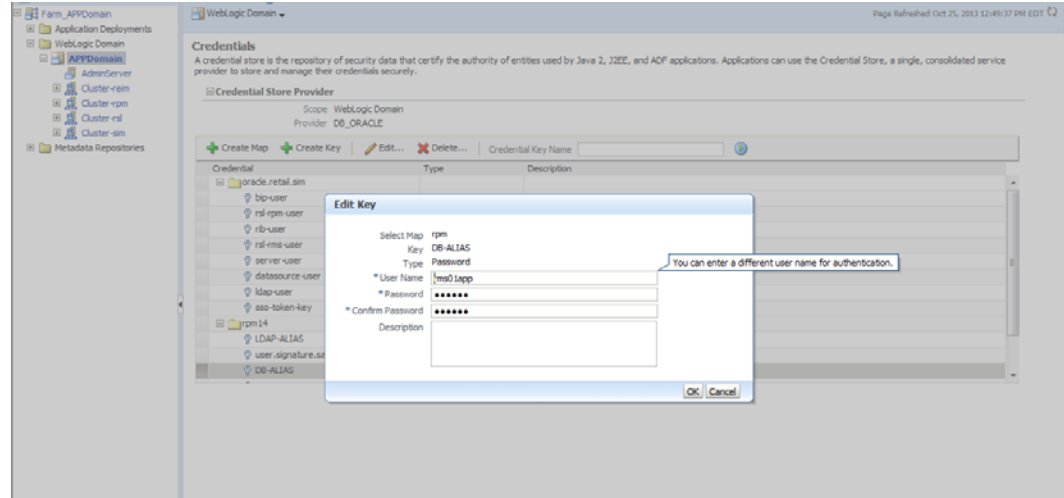 Farm_APPDomain
Application Deployments
WebLogic Domain
APPDomain
AdminServer
Cluster-reim
Cluster-rpm
Cluster-rsl
Cluster-sim
Metadata Repositories
WebLogic Domain
Page Refreshed Oct 25, 2013 12:49:37 PM EDT
Credentials
A credential store is the repository of security data that certify the authority of entities used by Java 2, J2EE, and ADF applications. Applications can use the Credential Store, a single, consolidated service
provider to store and manage their credentials securely.
Credential Store Provider
Scope WebLogic Domain
Provider DB_ORACLE
Create Map Create Key Edit... Delete... Credential Key Name
Credential Type Description
oracle.retail.sim
bip-user
rsl-rpm-user
rib-user
rsl-rms-user
server-user
datasource-user
ldap-user
sso-token-key
rpm14
LDAP-ALIAS
user.signature.sa
DB-ALIAS
Edit Key
Select Map rpm
Key DB-ALIAS
Type Password
* User Name
* Password ●●●●●●
* Confirm Password ●●●●●●
Description
You can enter a different user name for authentication.
OK Cancel